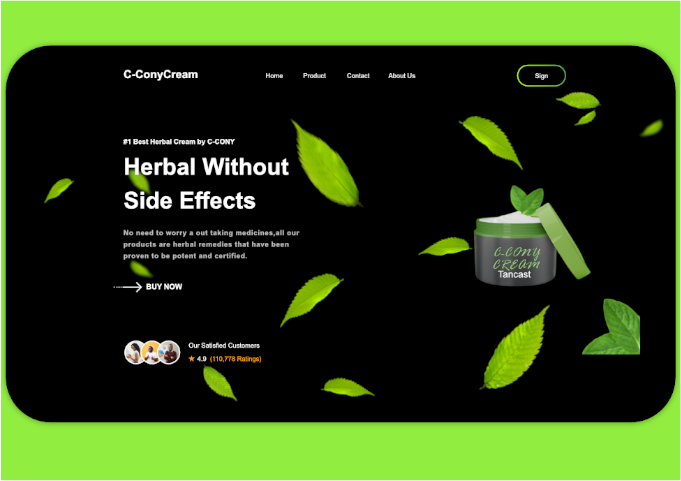 C-ConyCream
Home Product Contact About Us
Sign
#1 Best Herbal Cream by C-CONY
Herbal Without
Side Effects
No need to worry a out taking medicines,all our
products are herbal remedies that have been
proven to be potent and certified.
BUY NOW
Our Satisfied Customers
4.9 (110,778 Ratings)
C-CONY
CREAM
Tancast